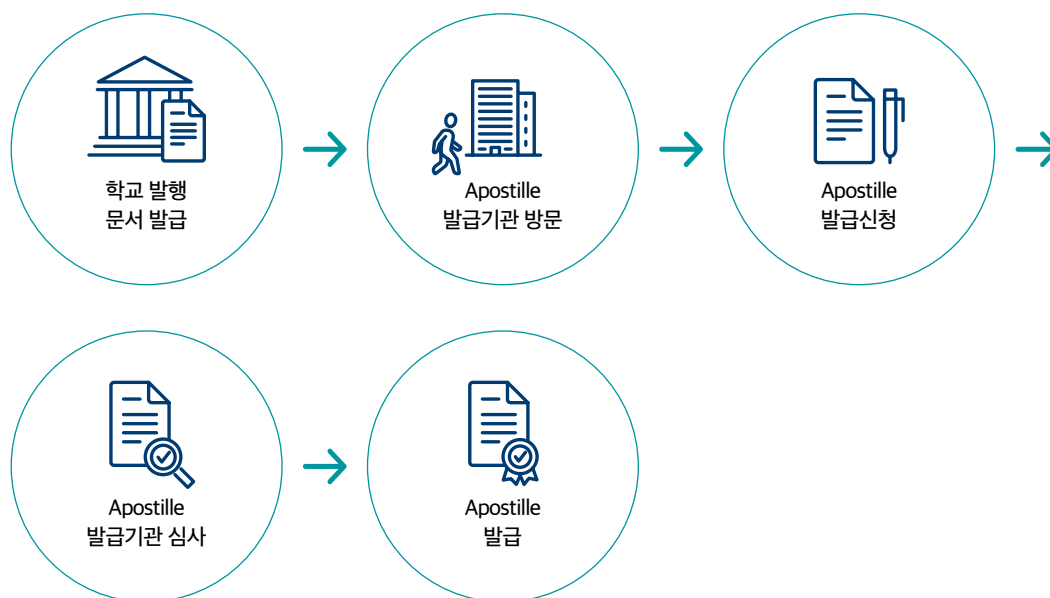 학교 발행
문서 발급
Apostille
발급기관 방문
Apostille
발급신청
Apostille
발급기관 심사
Apostille
발급